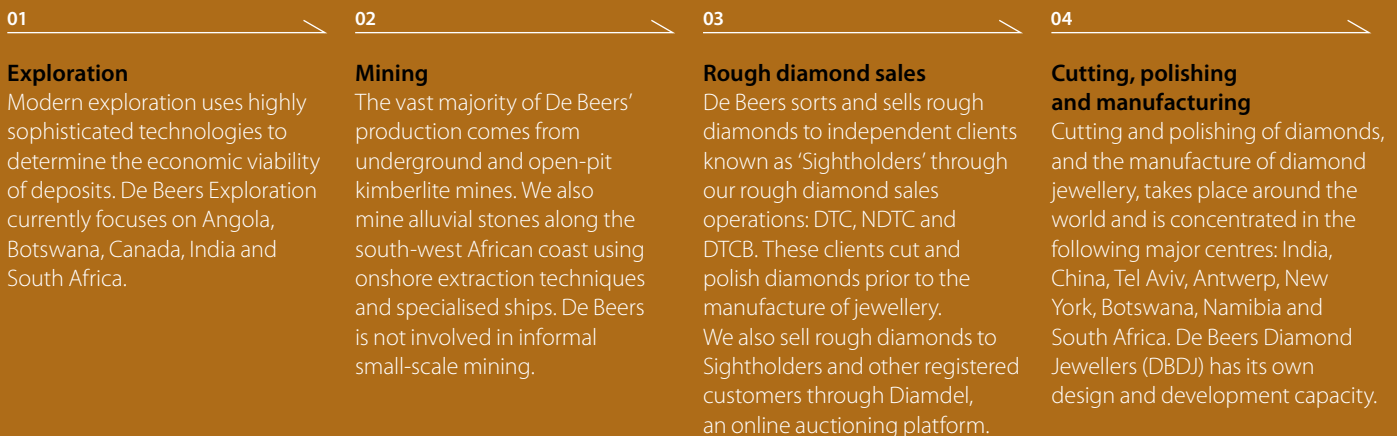 01
Exploration
Modern exploration uses highly
sophisticated technologies to
determine the economic viability
of deposits. De Beers Exploration
currently focuses on Angola,
Botswana, Canada, India and
South Africa.
02
Mining
The vast majority of De Beers’
production comes from
underground and open-pit
kimberlite mines. We also
mine alluvial stones along the
south-west African coast using
onshore extraction techniques
and specialised ships. De Beers
is not involved in informal
small-scale mining.
03
Rough diamond sales
De Beers sorts and sells rough
diamonds to independent clients
known as ‘Sightholders’ through
our rough diamond sales
operations: DTC, NDTC and
DTCB. These clients cut and
polish diamonds prior to the
manufacture of jewellery.
We also sell rough diamonds to
Sightholders and other registered
customers through Diamdel,
an online auctioning platform.
04
Cutting, polishing
and manufacturing
Cutting and polishing of diamonds,
and the manufacture of diamond
jewellery, takes place around the
world and is concentrated in the
following major centres: India,
China, Tel Aviv, Antwerp, New
York, Botswana, Namibia and
South Africa. De Beers Diamond
Jewellers (DBDJ) has its own
design and development capacity.